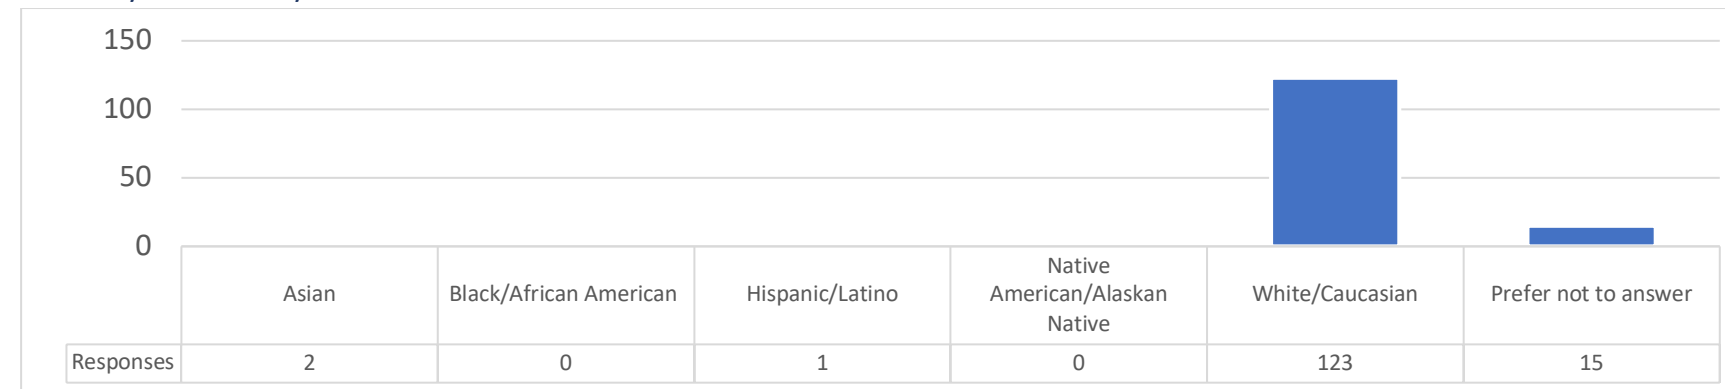 150
100
50
0
Asian
Black/African American
Hispanic/Latino
Native
American/Alaskan
Native
White/Caucasian
Prefer not to answer
Responses 2 0 1 0 123 15